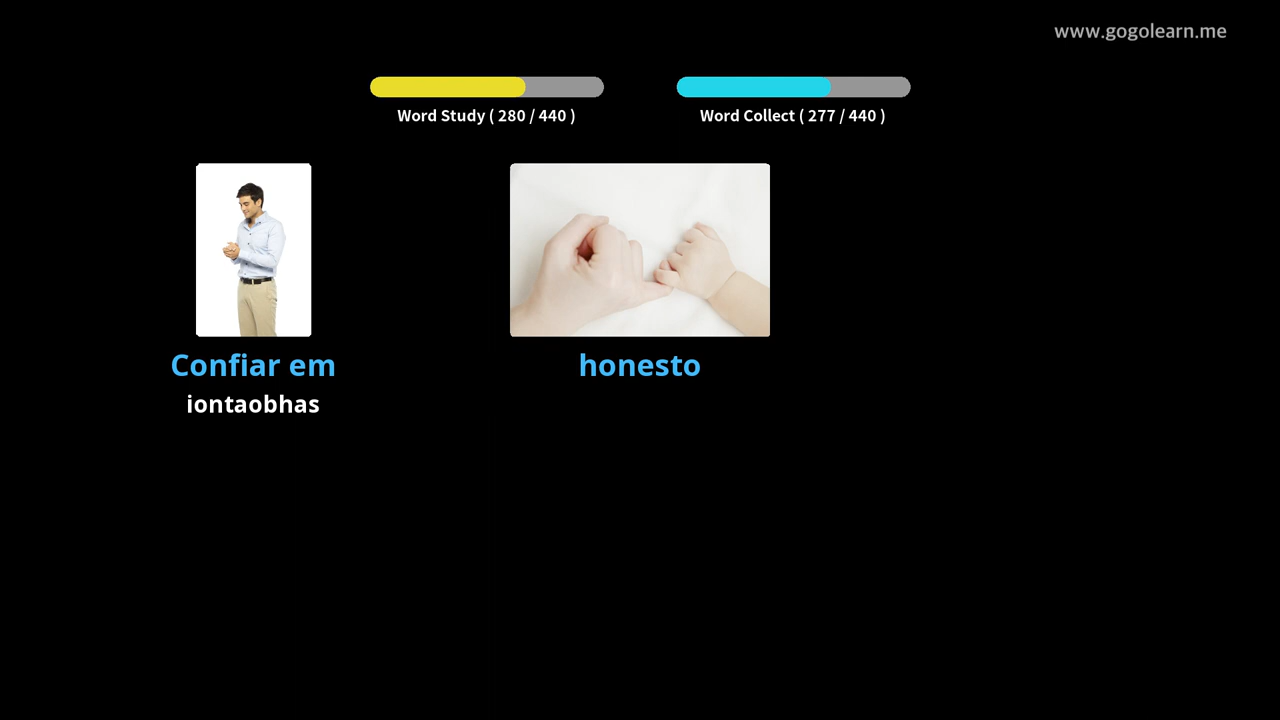 www.gogolearn.me
Word Study ( 280 / 440 )
Word Collect ( 277 / 440 )
Confiar em
iontaobhas
honesto